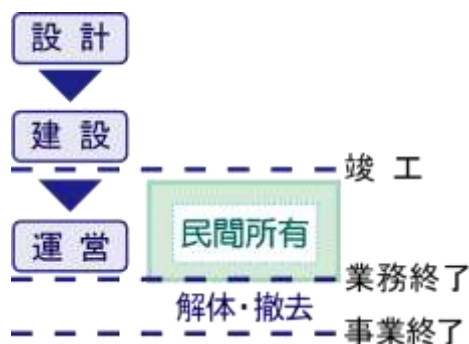 設計
建設
竣工
運営
民間所有
業務終了
解体・撤去
事業終了